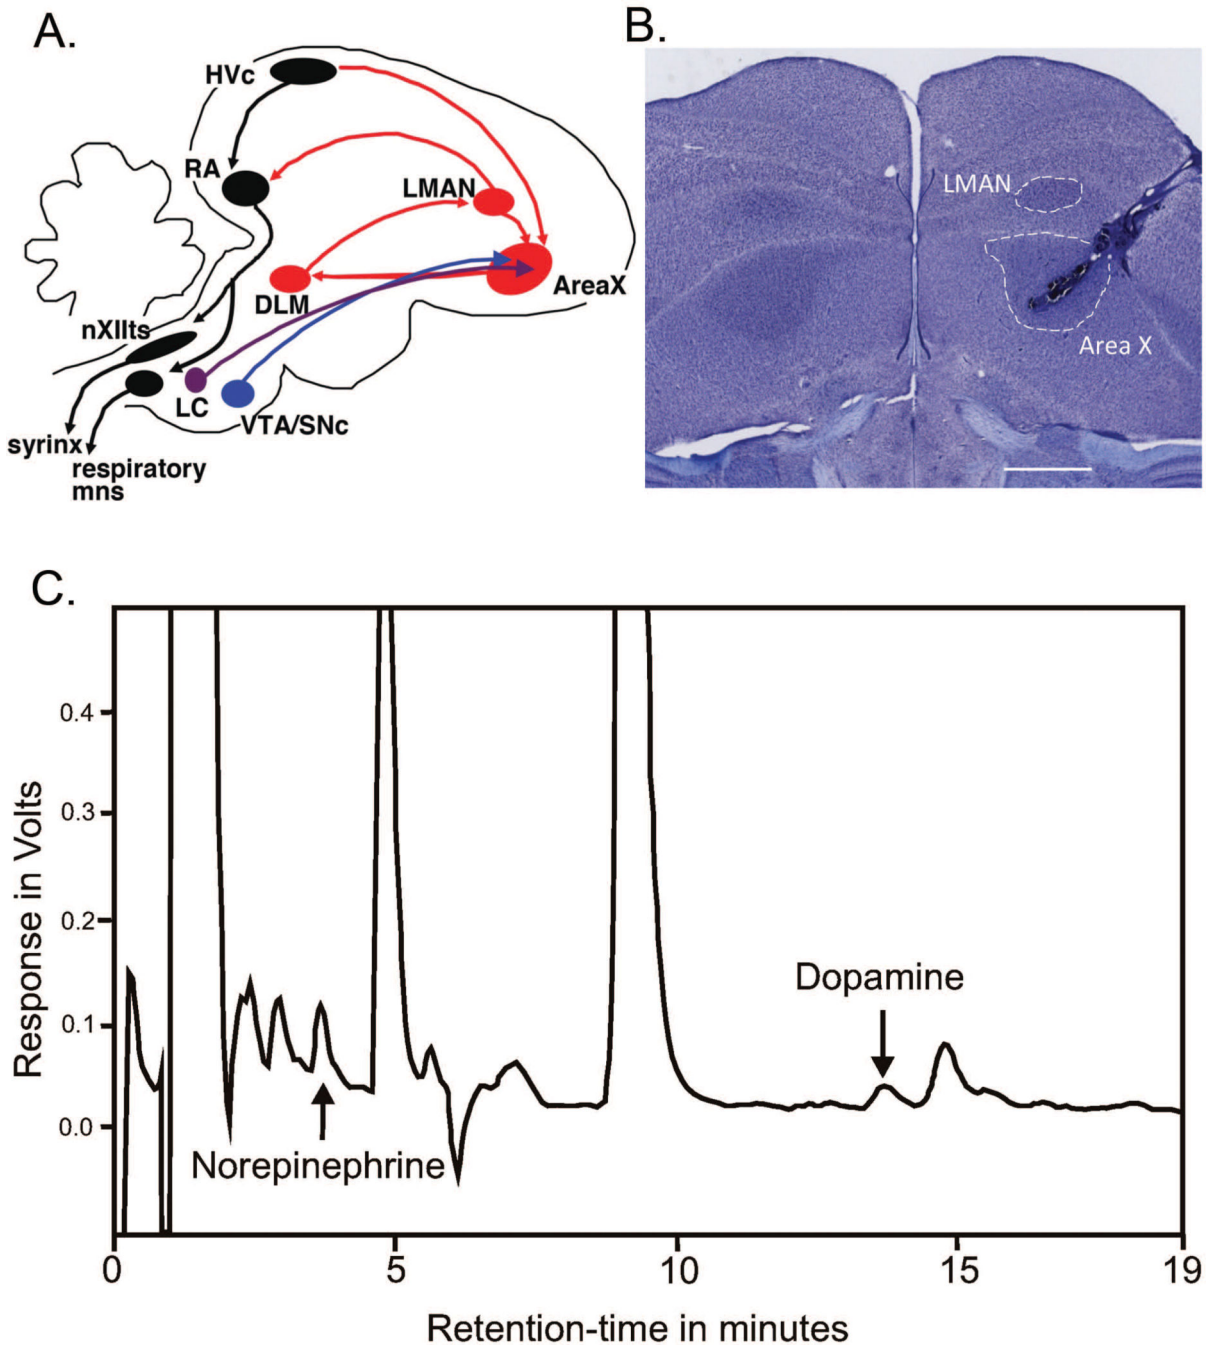 A.
HVc
RA
LMAN
AreaX
DLM
nXIIts
LC
VTA/SNc
syrinx
respiratory
mns
B.
LMAN
Area X
C.
Response in Volts
0.4
0.3
0.2
0.1
0.0
Norepinephrine
Dopamine
0
5
10
15
19
Retention-time in minutes